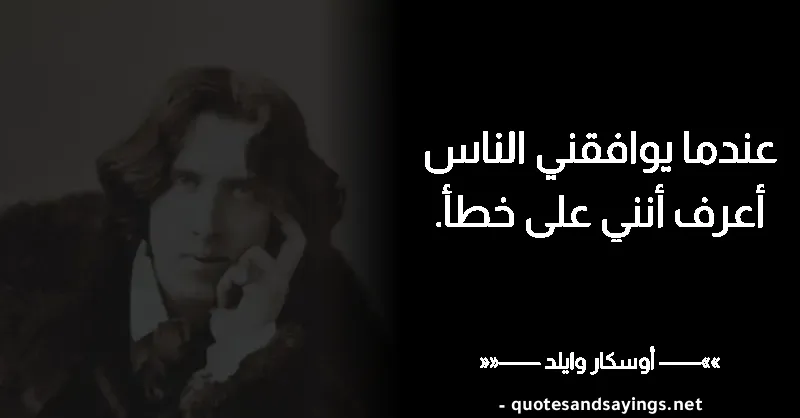 عندما يوافقني الناس
أعرف أنني على خطأ.
»»—— أوسكار وايلد ——««
- quotesandsayings.net